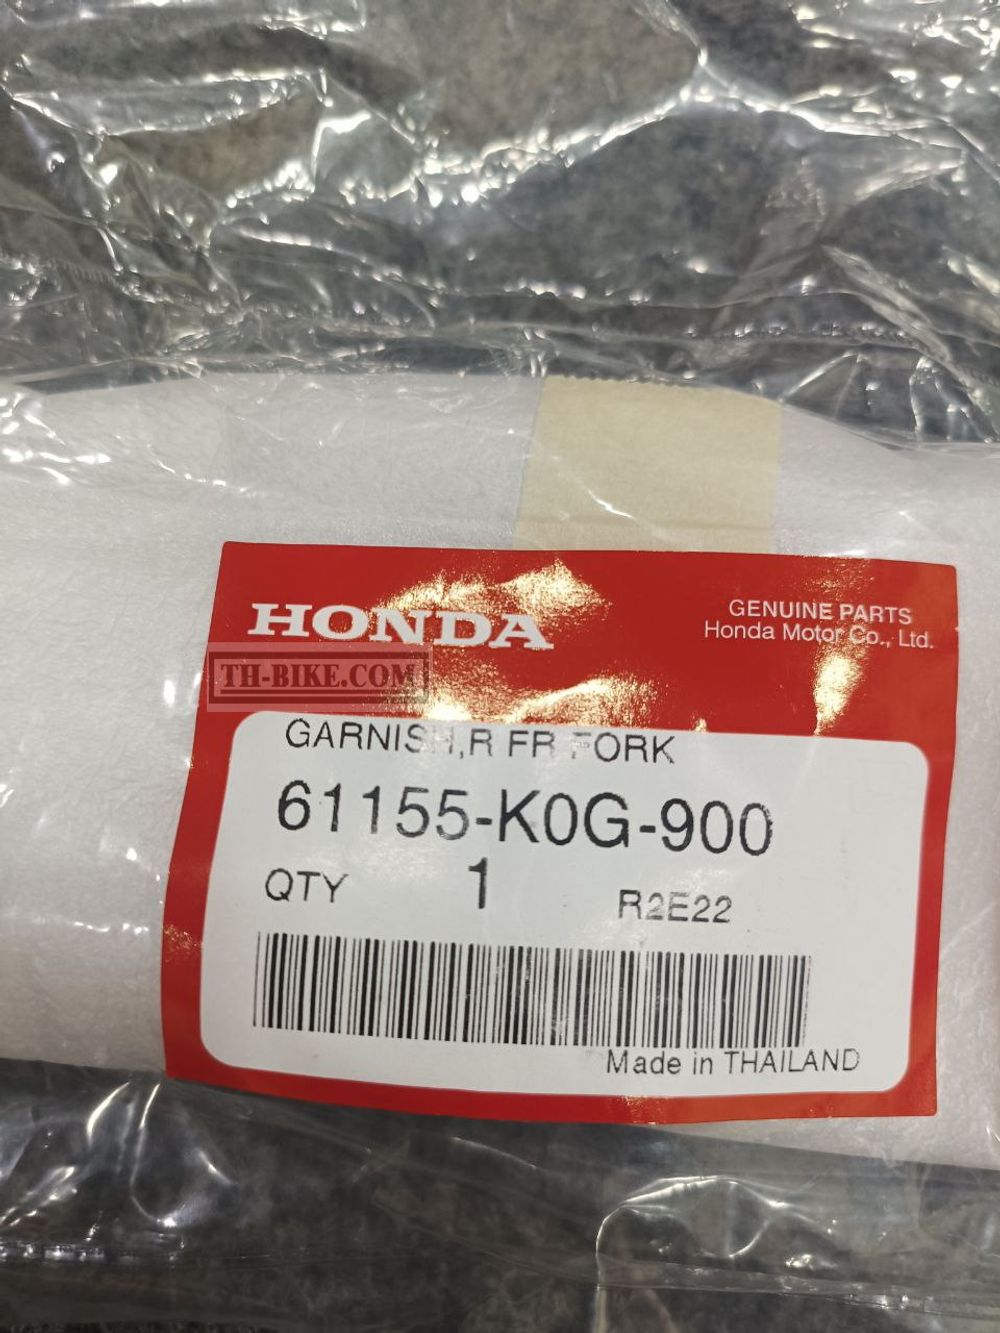 HONDA
GENUINE PARTS
Honda Motor Co., Ltd.
TH-BIKE.COM
GARNISH,R FR FORK
61155-K0G-900
QTY 1 R2E22
Made in THAILAND